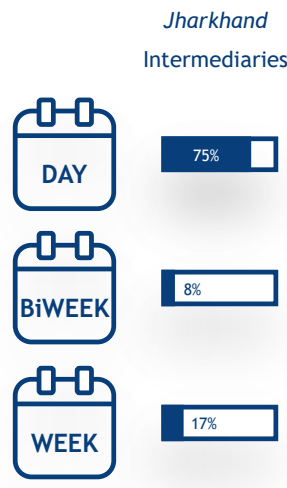 Jharkhand
Intermediaries
DAY
75%
BiWEEK
8%
WEEK
17%